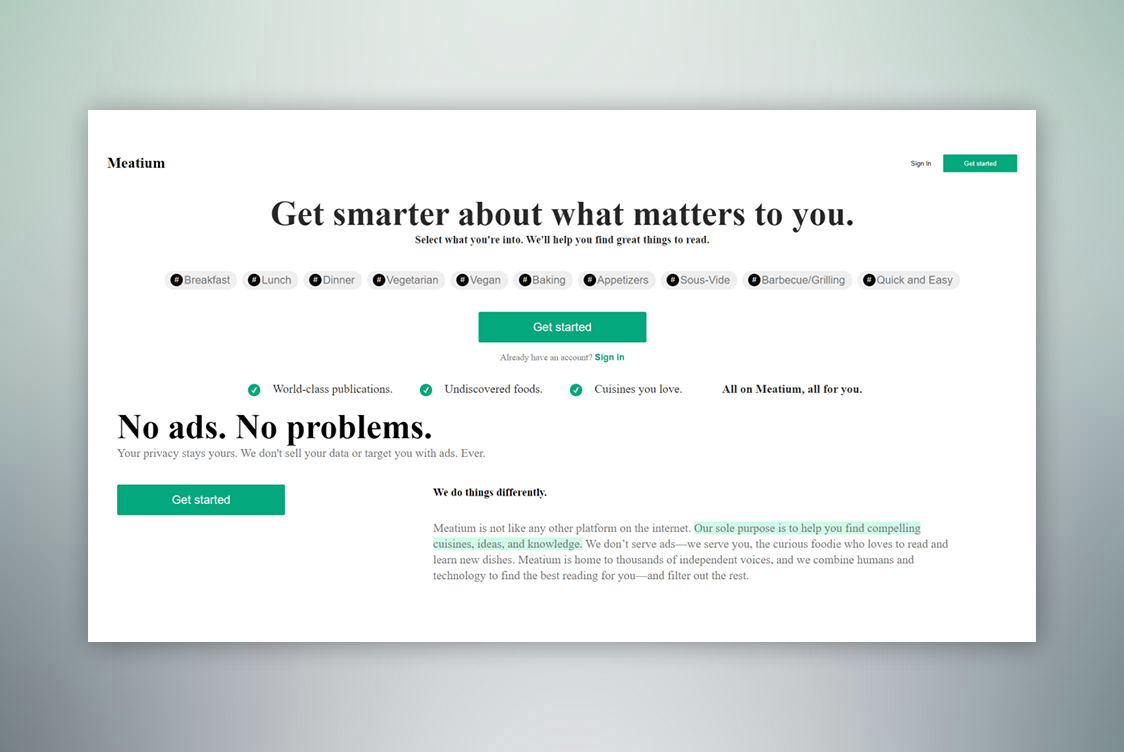 Meatium
Sign In
Get started
Get smarter about what matters to you.
Select what you're into. We'll help you find great things to read.
# Breakfast # Lunch # Dinner # Vegetarian # Vegan # Baking # Appetizers # Sous-Vide # Barbecue/Grilling # Quick and Easy
Get started
Already have an account? Sign in
World-class publications. Undiscovered foods. Cuisines you love. All on Meatium, all for you.
No ads. No problems.
Your privacy stays yours. We don't sell your data or target you with ads. Ever.
Get started
We do things differently.
Meatium is not like any other platform on the internet. Our sole purpose is to help you find compelling
cuisines, ideas, and knowledge. We don’t serve ads—we serve you, the curious foodie who loves to read and
learn new dishes. Meatium is home to thousands of independent voices, and we combine humans and
technology to find the best reading for you—and filter out the rest.